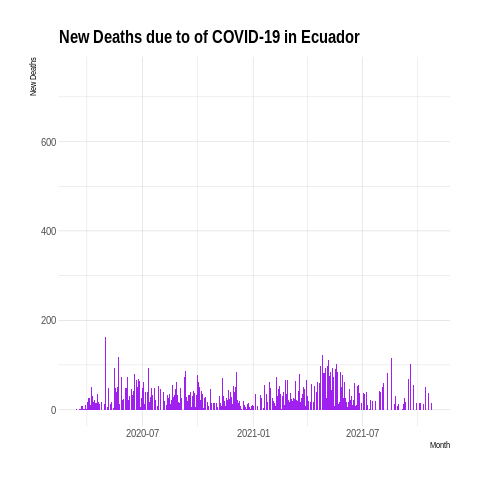 New Deaths due to of COVID-19 in Ecuador
New Deaths
600
400
200
0
2020-07
2021-01
2021-07
Month